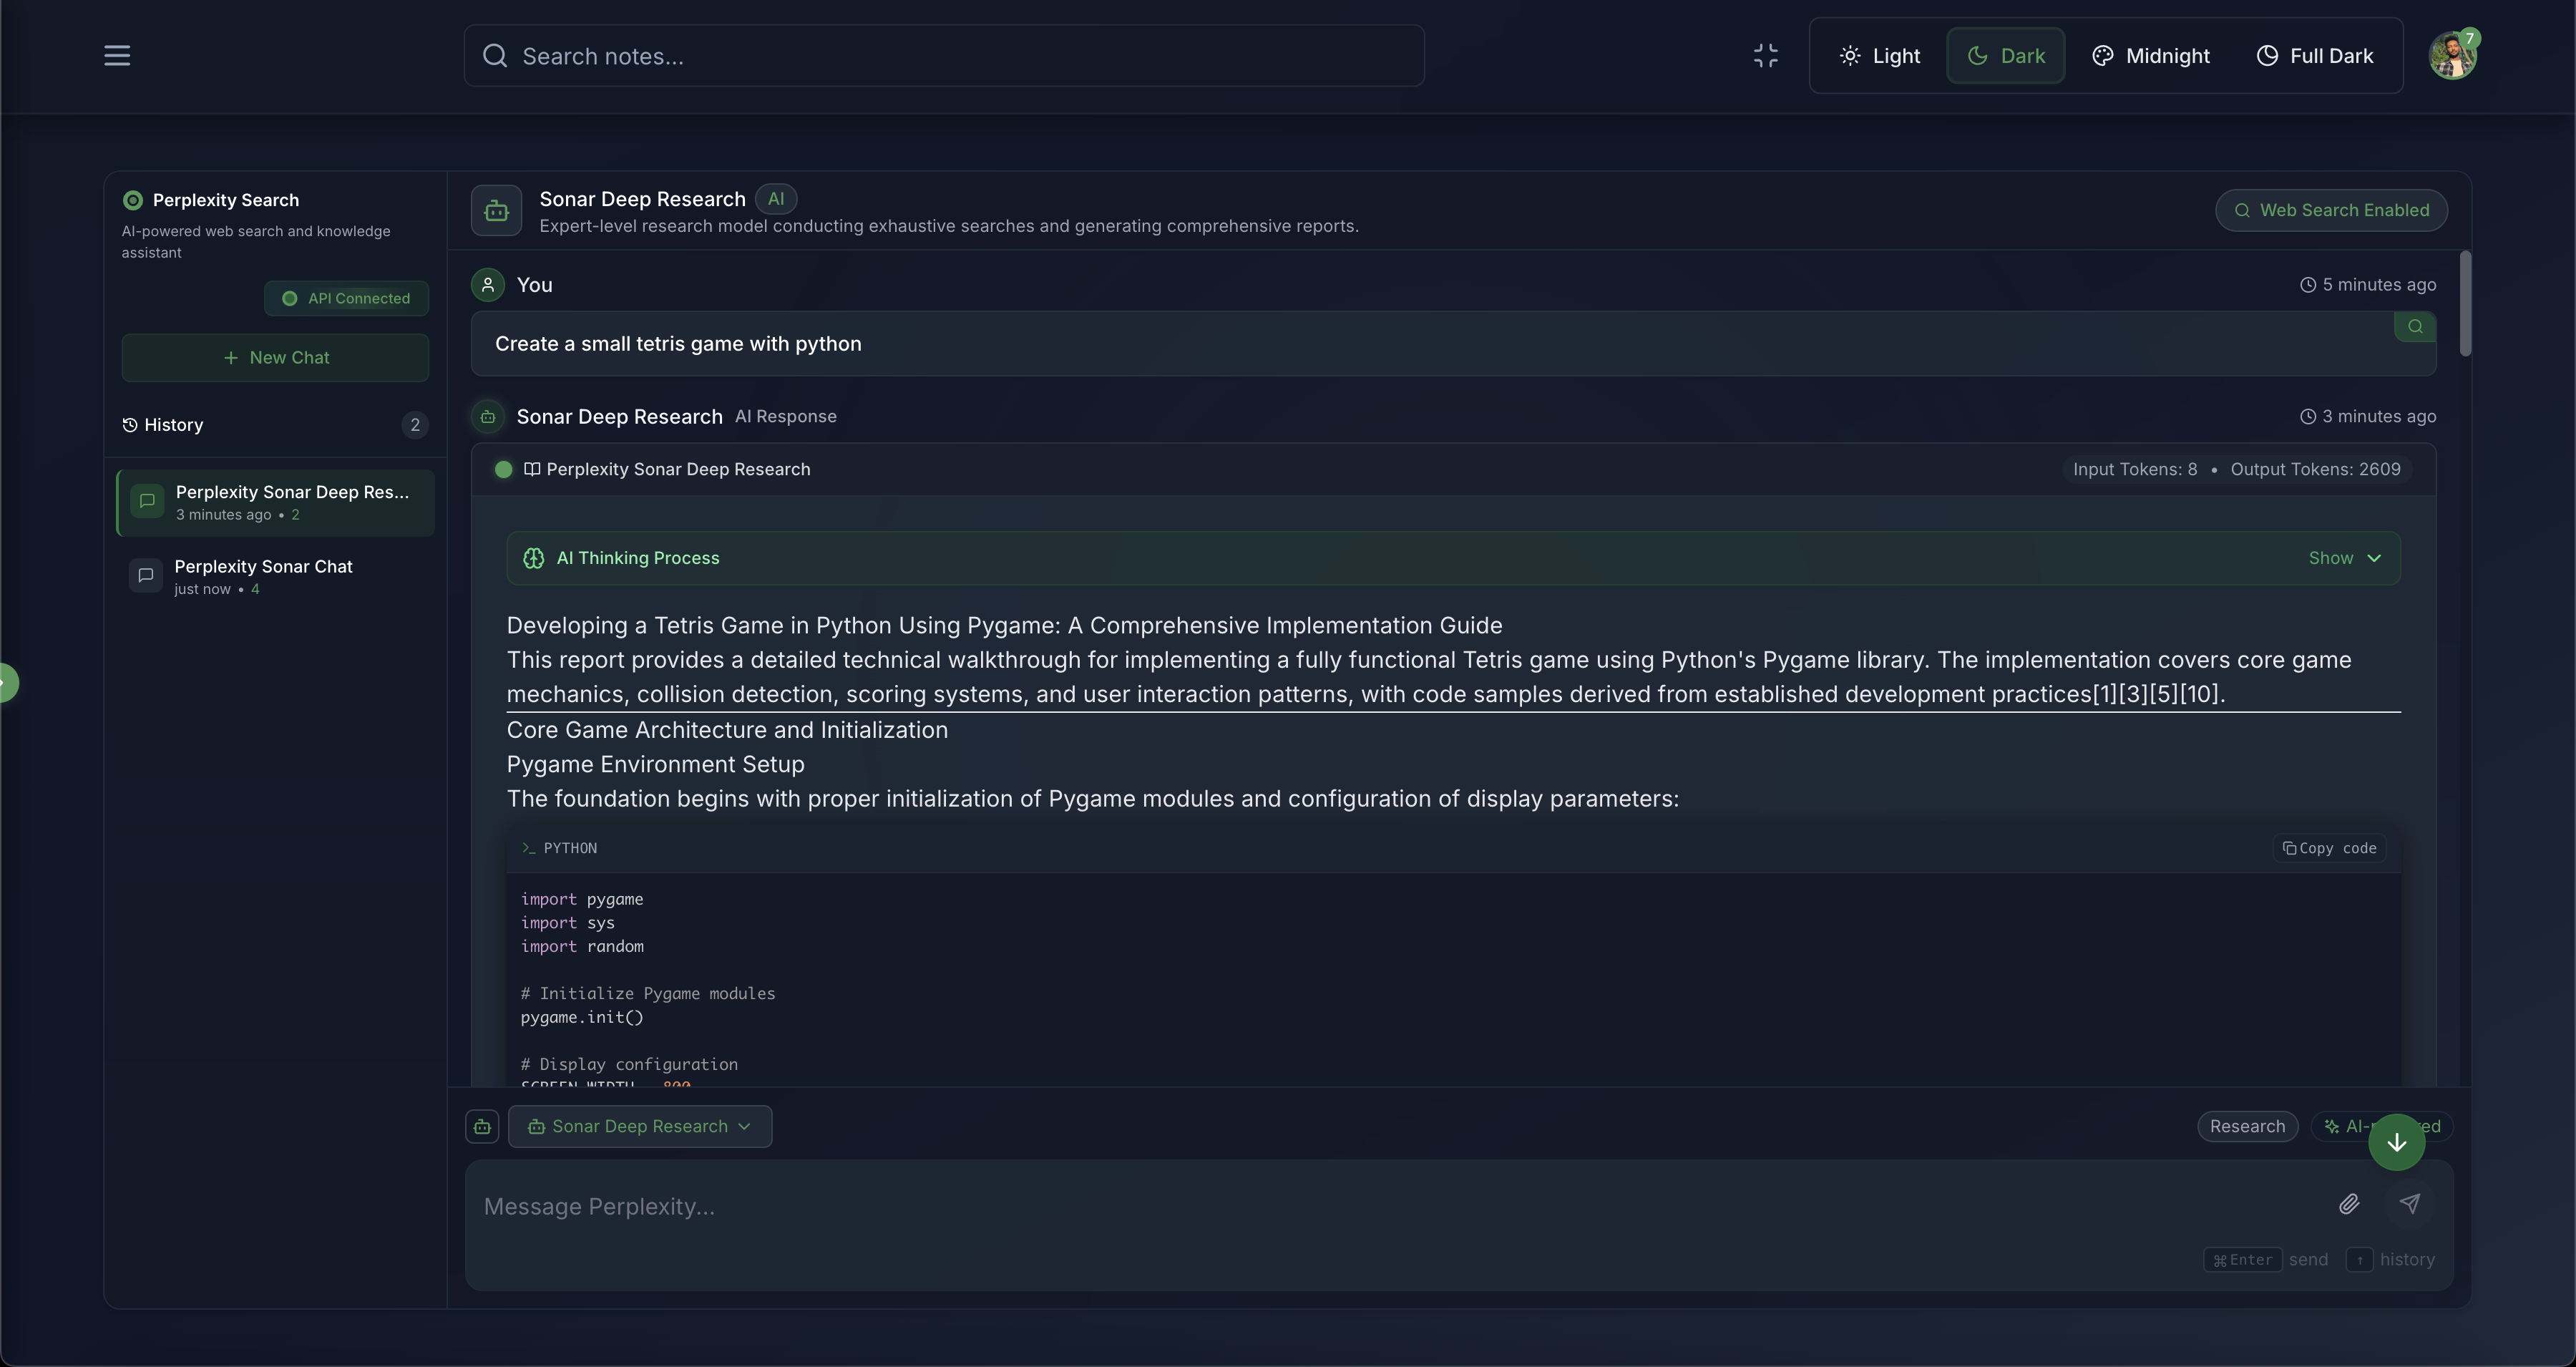 Search notes...
Light
Dark
Midnight
Full Dark
7
Perplexity Search
AI-powered web search and knowledge
assistant
API Connected
+ New Chat
History
2
Perplexity Sonar Deep Res...
3 minutes ago • 2
Perplexity Sonar Chat
just now • 4
Sonar Deep Research AI
Expert-level research model conducting exhaustive searches and generating comprehensive reports.
Web Search Enabled
You
5 minutes ago
Create a small tetris game with python
Sonar Deep Research AI Response
3 minutes ago
Perplexity Sonar Deep Research
Input Tokens: 8 • Output Tokens: 2609
AI Thinking Process
Show
Developing a Tetris Game in Python Using Pygame: A Comprehensive Implementation Guide
This report provides a detailed technical walkthrough for implementing a fully functional Tetris game using Python's Pygame library. The implementation covers core game
mechanics, collision detection, scoring systems, and user interaction patterns, with code samples derived from established development practices[1][3][5][10].
Core Game Architecture and Initialization
Pygame Environment Setup
The foundation begins with proper initialization of Pygame modules and configuration of display parameters:
>_ PYTHON
Copy code
import pygame
import sys
import random
# Initialize Pygame modules
pygame.init()
# Display configuration
SCREEN_WIDTH = 800
Sonar Deep Research
Research
Message Perplexity...
⌘Enter send ↑ history